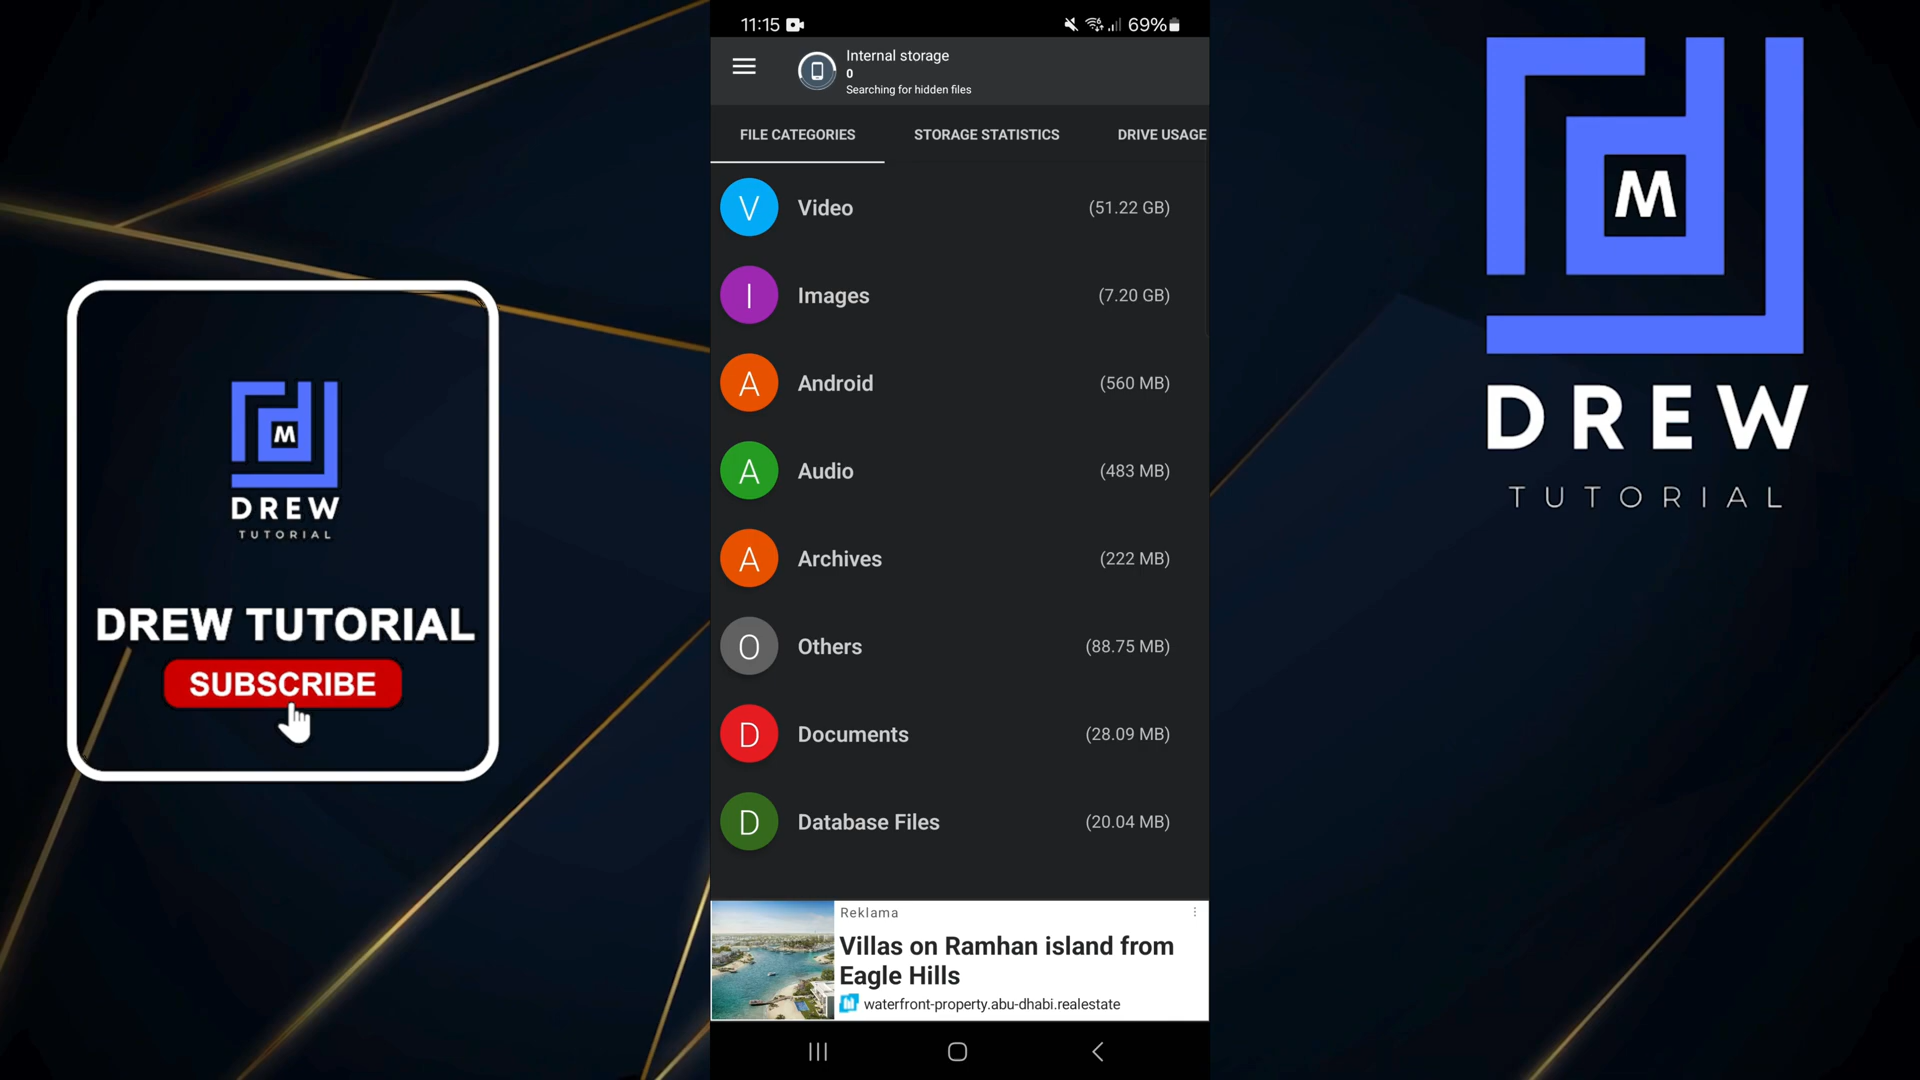 11:15
69%
Internal storage
0
Searching for hidden files
FILE CATEGORIES STORAGE STATISTICS DRIVE USAGE
V Video (51.22 GB)
I Images (7.20 GB)
A Android (560 MB)
A Audio (483 MB)
A Archives (222 MB)
O Others (88.75 MB)
D Documents (28.09 MB)
D Database Files (20.04 MB)
Reklama
Villas on Ramhan island from
Eagle Hills
waterfront-property.abu-dhabi.realestate
M
DREW
TUTORIAL
DREW TUTORIAL
SUBSCRIBE
M
DREW
TUTORIAL